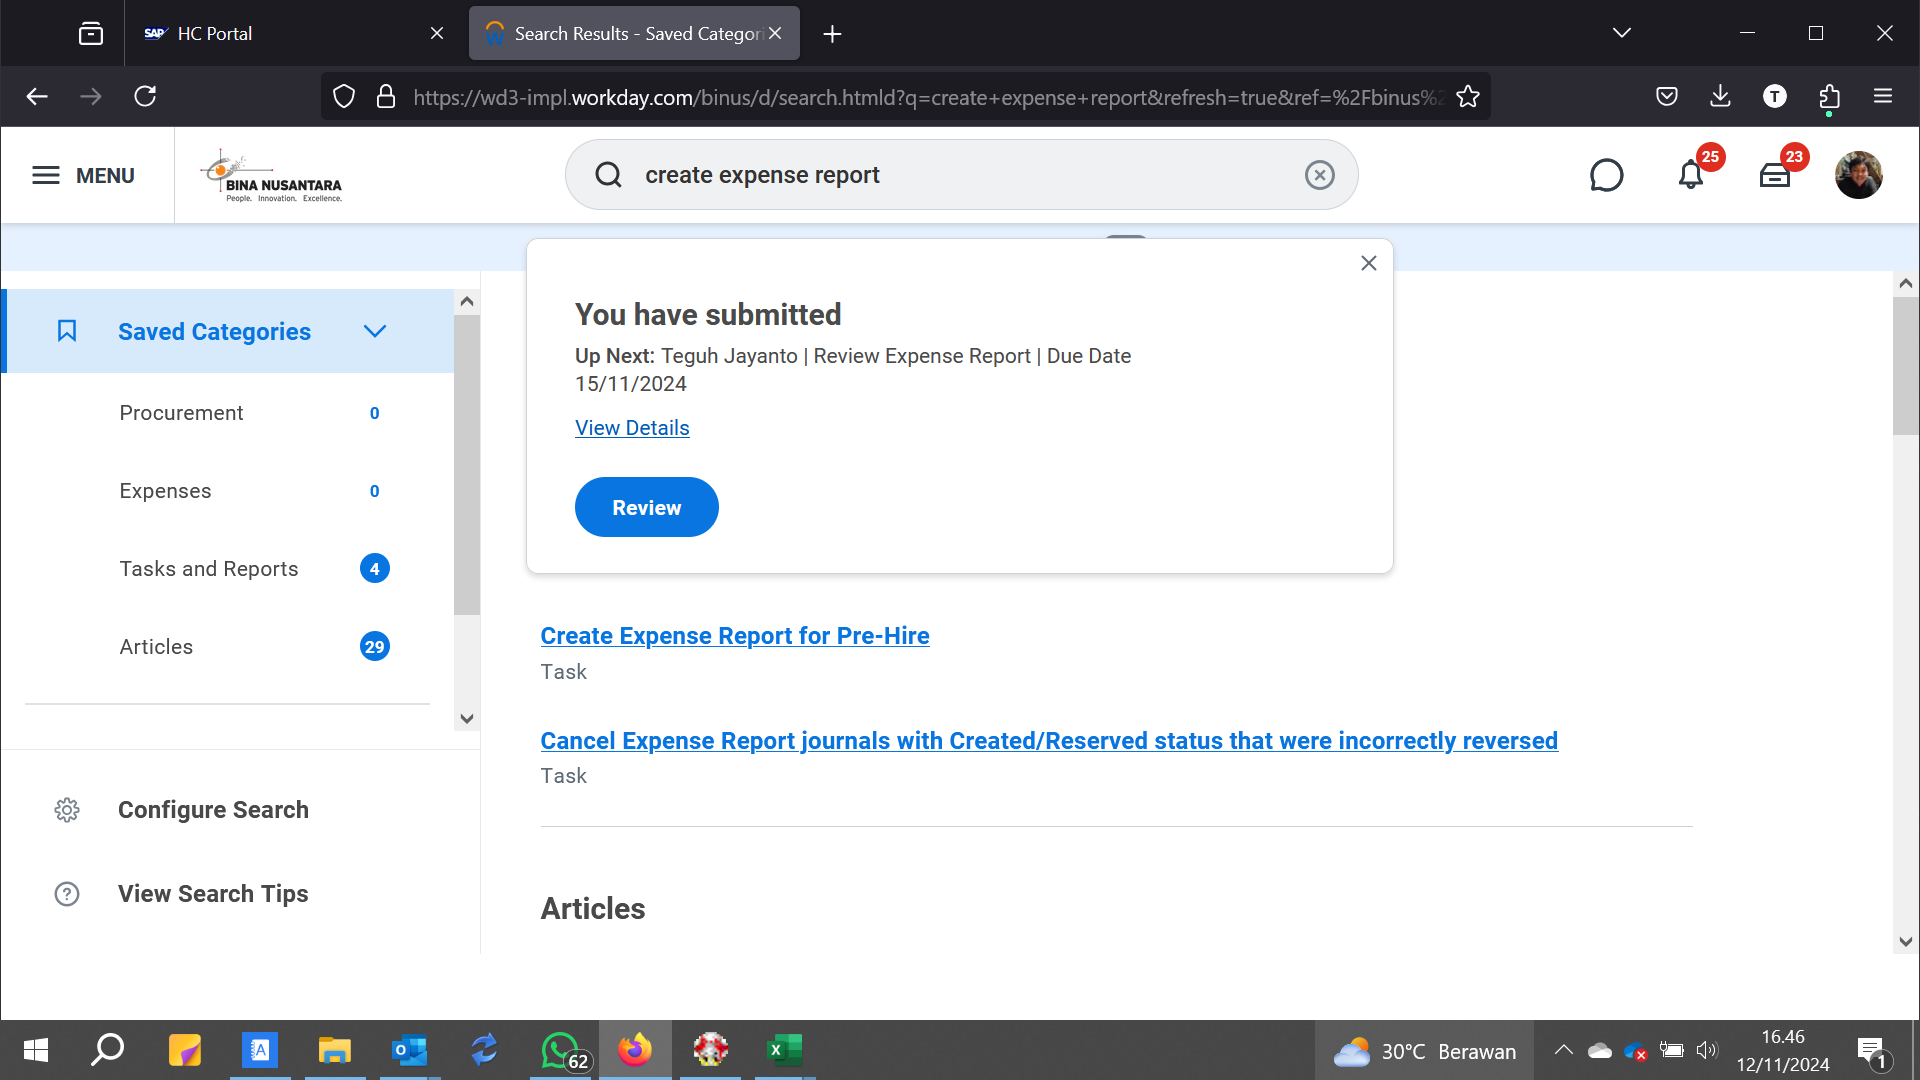 HC Portal
Search Results - Saved Categori
https://wd3-impl.workday.com/binus/d/search.htmld?q=create+expense+report&refresh=true&ref=%2Fbinus%2
T
MENU
BINA NUSANTARA
People. Innovation. Excellence.
create expense report
25
23
You have submitted
Up Next: Teguh Jayanto | Review Expense Report | Due Date
15/11/2024
View Details
Review
Saved Categories
Procurement 0
Expenses 0
Tasks and Reports 4
Articles 29
Configure Search
View Search Tips
Create Expense Report for Pre-Hire
Task
Cancel Expense Report journals with Created/Reserved status that were incorrectly reversed
Task
Articles
62
30°C Berawan
16.46
12/11/2024
1